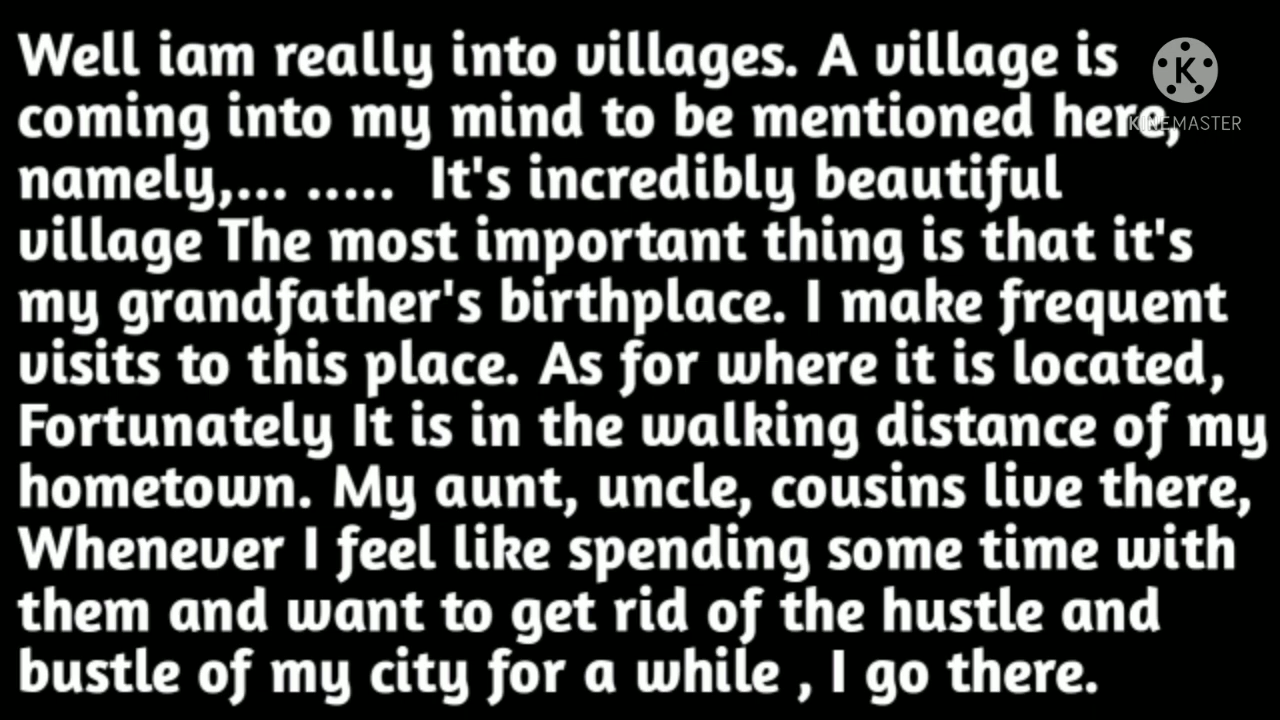 Well iam really into villages. A village is
coming into my mind to be mentioned here,
namely,... ..... It's incredibly beautiful
village The most important thing is that it's
my grandfather's birthplace. I make frequent
visits to this place. As for where it is located,
Fortunately It is in the walking distance of my
hometown. My aunt, uncle, cousins live there,
Whenever I feel like spending some time with
them and want to get rid of the hustle and
bustle of my city for a while , I go there.
K
KINEMASTER